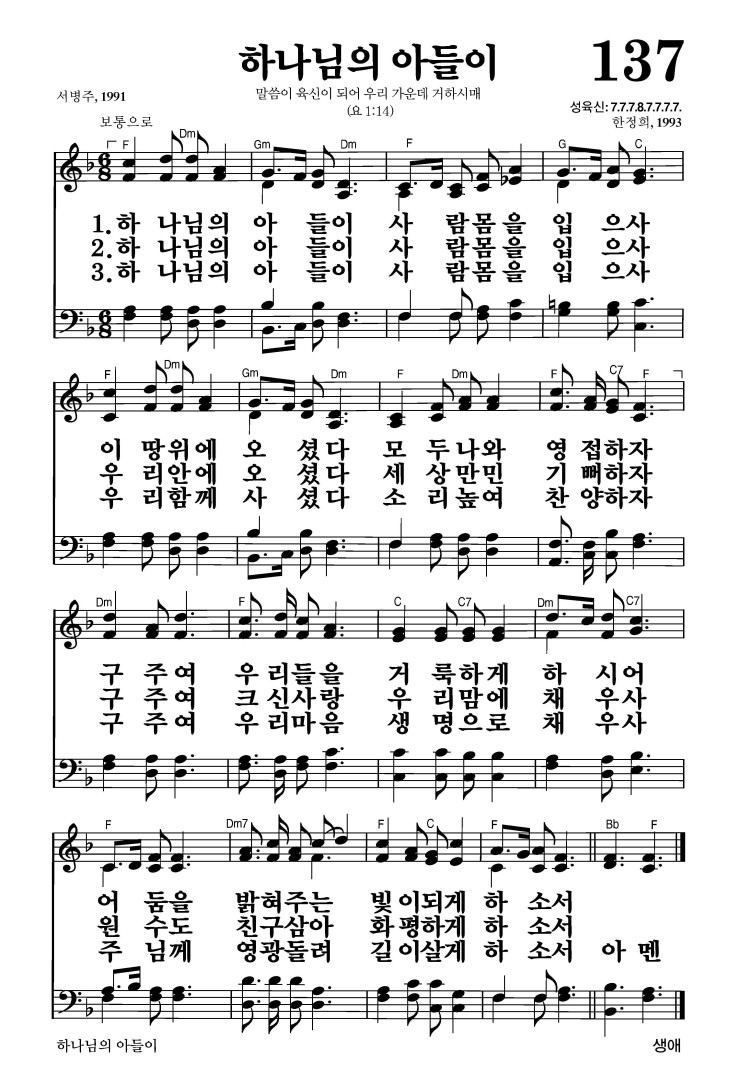 하나님의 아들이 137
서병주, 1991
말씀이 육신이 되어 우리 가운데 거하시매
(요 1:14)
성육신: 7.7.7.8.7.7.7.7.
보통으로
한정희, 1993
F Dm Gm Dm F G C
1.하 나님의 아 들이 사 람몸을 입 으사
2.하 나님의 아 들이 사 람몸을 입 으사
3.하 나님의 아 들이 사 람몸을 입 으사
F Dm Gm Dm F Dm F C7 F
이 땅위에 오 셨다 모 두나와 영 접하자
우 리안에 오 셨다 세 상만민 기 뻐하자
우 리함께 사 셨다 소 리높여 찬 양하자
Dm F C C7 Dm C7
구 주여 우 리들을 거 룩하게 하 시어
구 주여 크 신사랑 우 리맘에 채 우사
구 주여 우 리마음 생 명으로 채 우사
F Dm7 F C F Bb F
어 둠을 밝혀주는 빛 이되게 하 소서
원 수도 친구삼아 화 평하게 하 소서
주 님께 영광돌려 길 이살게 하 소서 아 멘
하나님의 아들이
생애